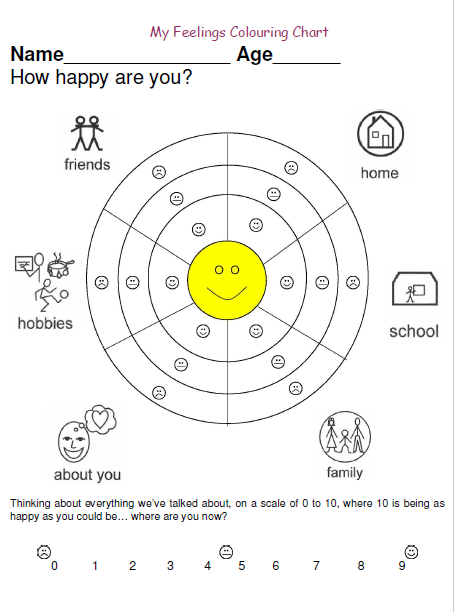 My Feelings Colouring Chart
Name_______________ Age______
How happy are you?
friends
home
hobbies
school
about you
family
Thinking about everything we've talked about, on a scale of 0 to 10, where 10 is being as
happy as you could be... where are you now?
0 1 2 3 4 5 6 7 8 9